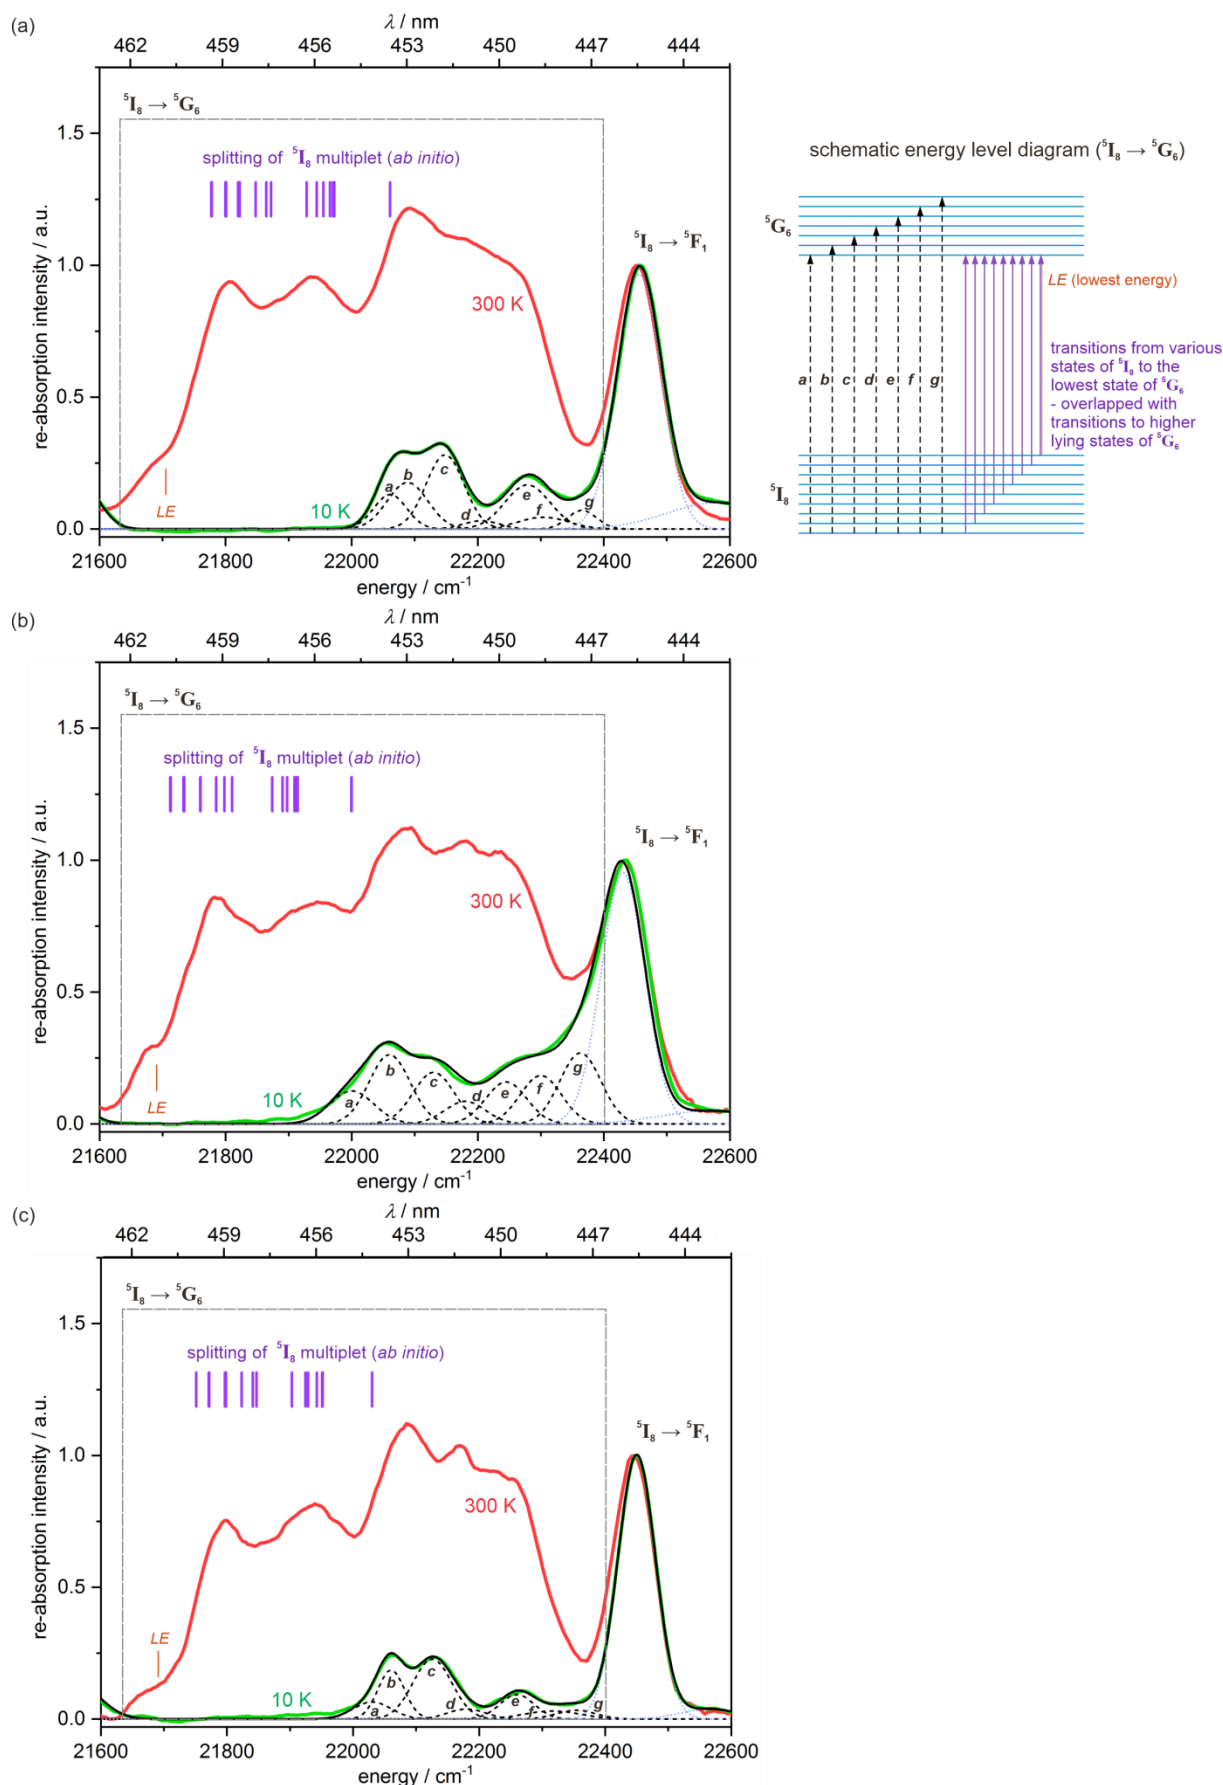 (a)
λ / nm
462 459 456 453 450 447 444
⁵I₈ → ⁵G₆
splitting of ⁵I₈ multiplet (ab initio)
⁵I₈ → ⁵F₁
1.5
1.0
0.5
0.0
re-absorption intensity / a.u.
300 K
LE
10 K
a b c d e f g
21600 21800 22000 22200 22400 22600
energy / cm⁻¹
schematic energy level diagram (⁵I₈ → ⁵G₆)
⁵G₆
LE (lowest energy)
transitions from various
states of ⁵I₈ to the
lowest state of ⁵G₆
- overlapped with
transitions to higher
lying states of ⁵G₆
a b c d e f g
⁵I₈
(b)
λ / nm
462 459 456 453 450 447 444
⁵I₈ → ⁵G₆
splitting of ⁵I₈ multiplet (ab initio)
⁵I₈ → ⁵F₁
1.5
1.0
0.5
0.0
re-absorption intensity / a.u.
300 K
LE
10 K
a b c d e f g
21600 21800 22000 22200 22400 22600
energy / cm⁻¹
(c)
λ / nm
462 459 456 453 450 447 444
⁵I₈ → ⁵G₆
splitting of ⁵I₈ multiplet (ab initio)
⁵I₈ → ⁵F₁
1.5
1.0
0.5
0.0
re-absorption intensity / a.u.
300 K
LE
10 K
a b c d e f g
21600 21800 22000 22200 22400 22600
energy / cm⁻¹